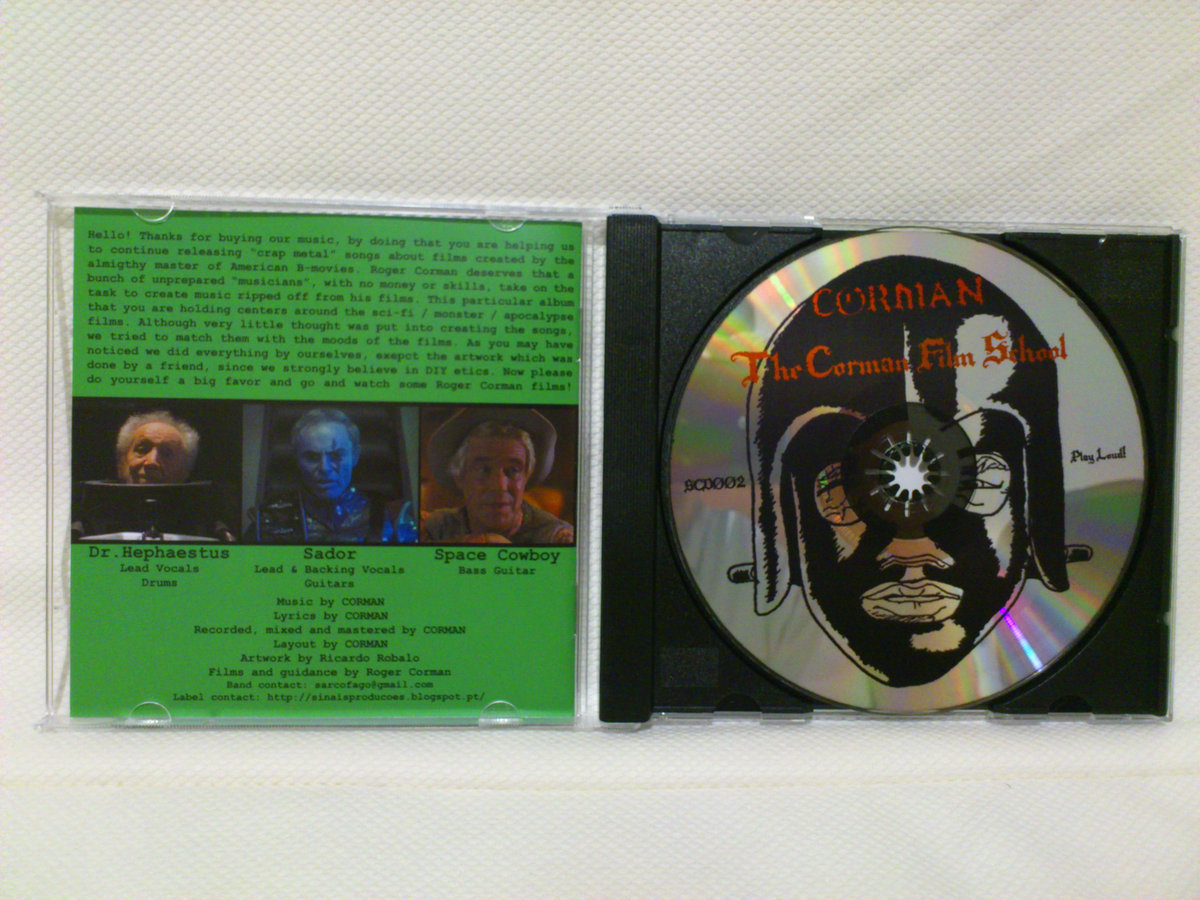 Hello! Thanks for buying our music, by doing that you are helping us
to continue releasing "crap metal" songs about films created by the
almigthy master of American B-movies. Roger Corman deserves that a
bunch of unprepared "musicians", with no money or skills, take on the
task to create music ripped off from his films. This particular album
that you are holding centers around the sci-fi / monster / apocalypse
films. Although very little thought was put into creating the songs,
we tried to match them with the moods of the films. As you may have
noticed we did everything by ourselves, exepct the artwork which was
done by a friend, since we strongly believe in DIY etics. Now please
do yourself a big favor and go and watch some Roger Corman films!
Dr.Hephaestus
Lead Vocals
Drums
Sador
Lead & Backing Vocals
Guitars
Space Cowboy
Bass Guitar
Music by CORMAN
Lyrics by CORMAN
Recorded, mixed and mastered by CORMAN
Layout by CORMAN
Artwork by Ricardo Robalo
Films and guidance by Roger Corman
Band contact: sarcofago@gmail.com
Label contact: http://sinaisproducoes.blogspot.pt/
CORMAN
The Corman Film School
SCD002
Play Loud!